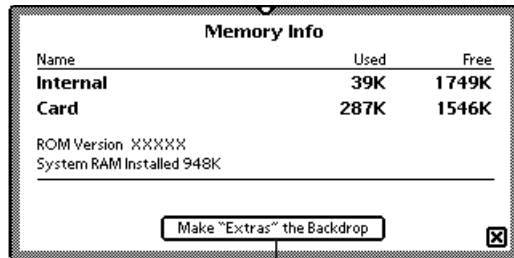 Memory Info
Name Used Free
Internal 39K 1749K
Card 287K 1546K
ROM Version XXXXX
System RAM Installed 948K
Make ~Extras~ the Backdrop